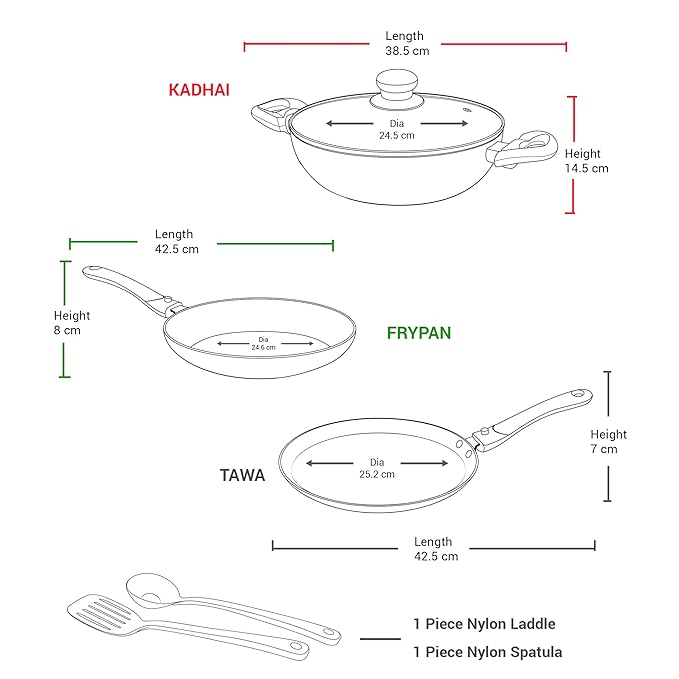 Length
38.5 cm
KADHAI
Dia
24.5 cm
Height
14.5 cm
Length
42.5 cm
Height
8 cm
Dia
24.6 cm
FRYPAN
Height
7 cm
Dia
25.2 cm
TAWA
Length
42.5 cm
1 Piece Nylon Laddle
1 Piece Nylon Spatula